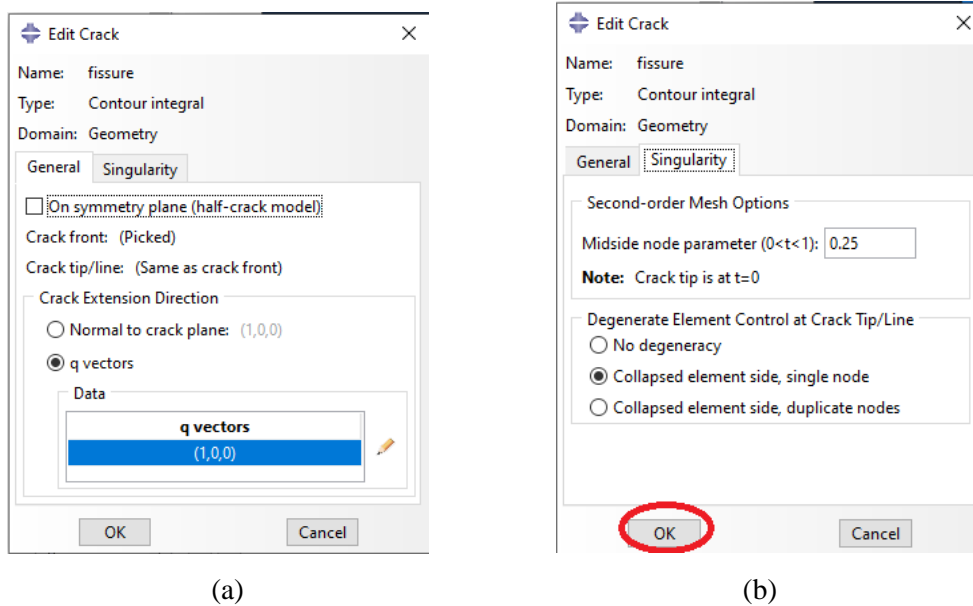 Edit Crack
Name: fissure
Type: Contour integral
Domain: Geometry
General Singularity
On symmetry plane (half-crack model)
Crack front: (Picked)
Crack tip/line: (Same as crack front)
Crack Extension Direction
Normal to crack plane: (1,0,0)
q vectors
Data
q vectors
(1,0,0)
OK Cancel
(a)
Edit Crack
Name: fissure
Type: Contour integral
Domain: Geometry
General Singularity
Second-order Mesh Options
Midside node parameter (0<t<1): 0.25
Note: Crack tip is at t=0
Degenerate Element Control at Crack Tip/Line
No degeneracy
Collapsed element side, single node
Collapsed element side, duplicate nodes
OK Cancel
(b)